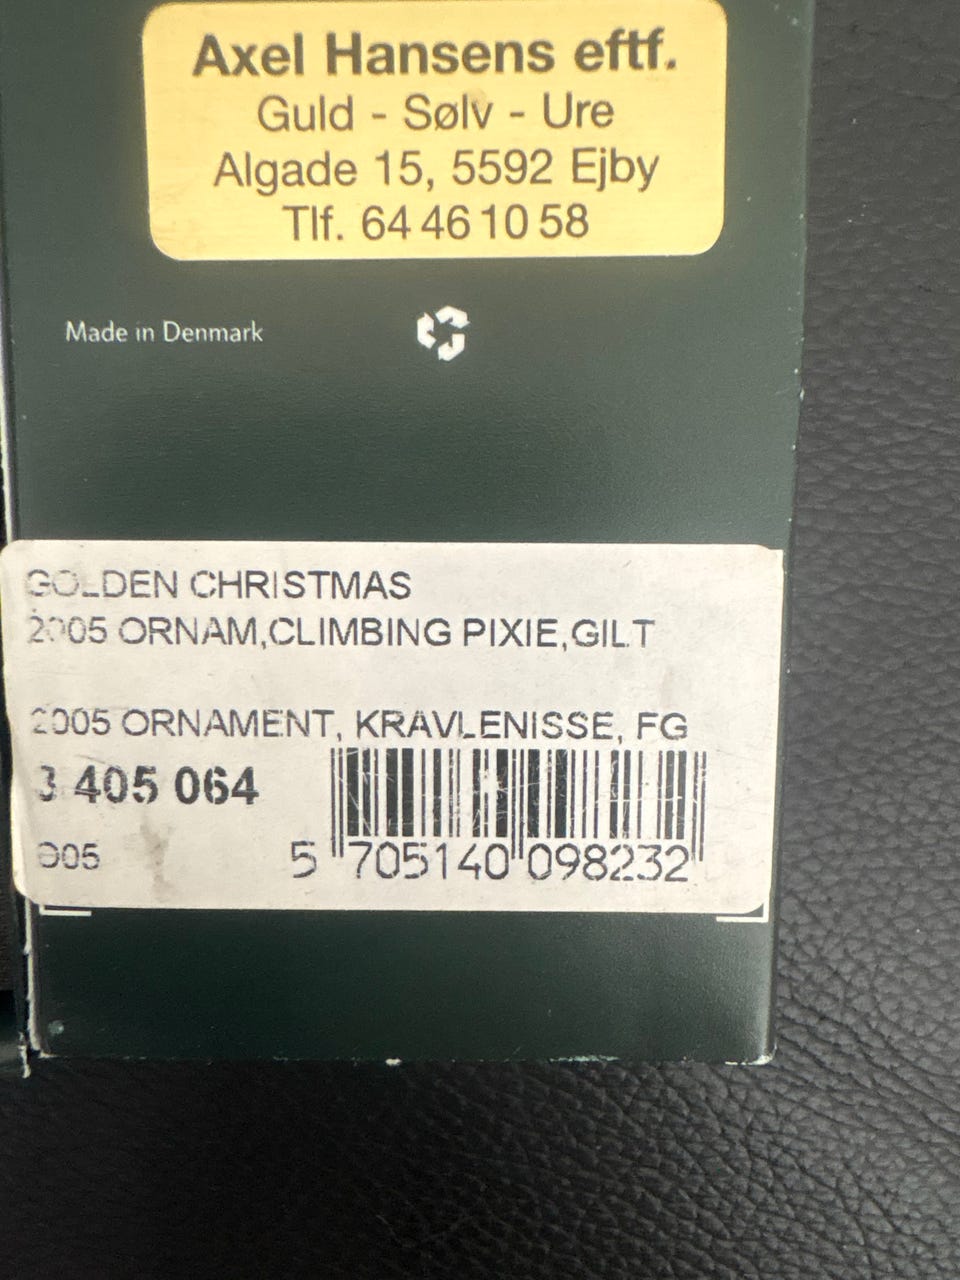 Axel Hansens eftf.
Guld - Sølv - Ure
Algade 15, 5592 Ejby
Tlf. 64 46 10 58
Made in Denmark
GOLDEN CHRISTMAS
2005 ORNAM,CLIMBING PIXIE,GILT
2005 ORNAMENT, KRAVLENISSE, FG
3 405 064
5 705140 098232